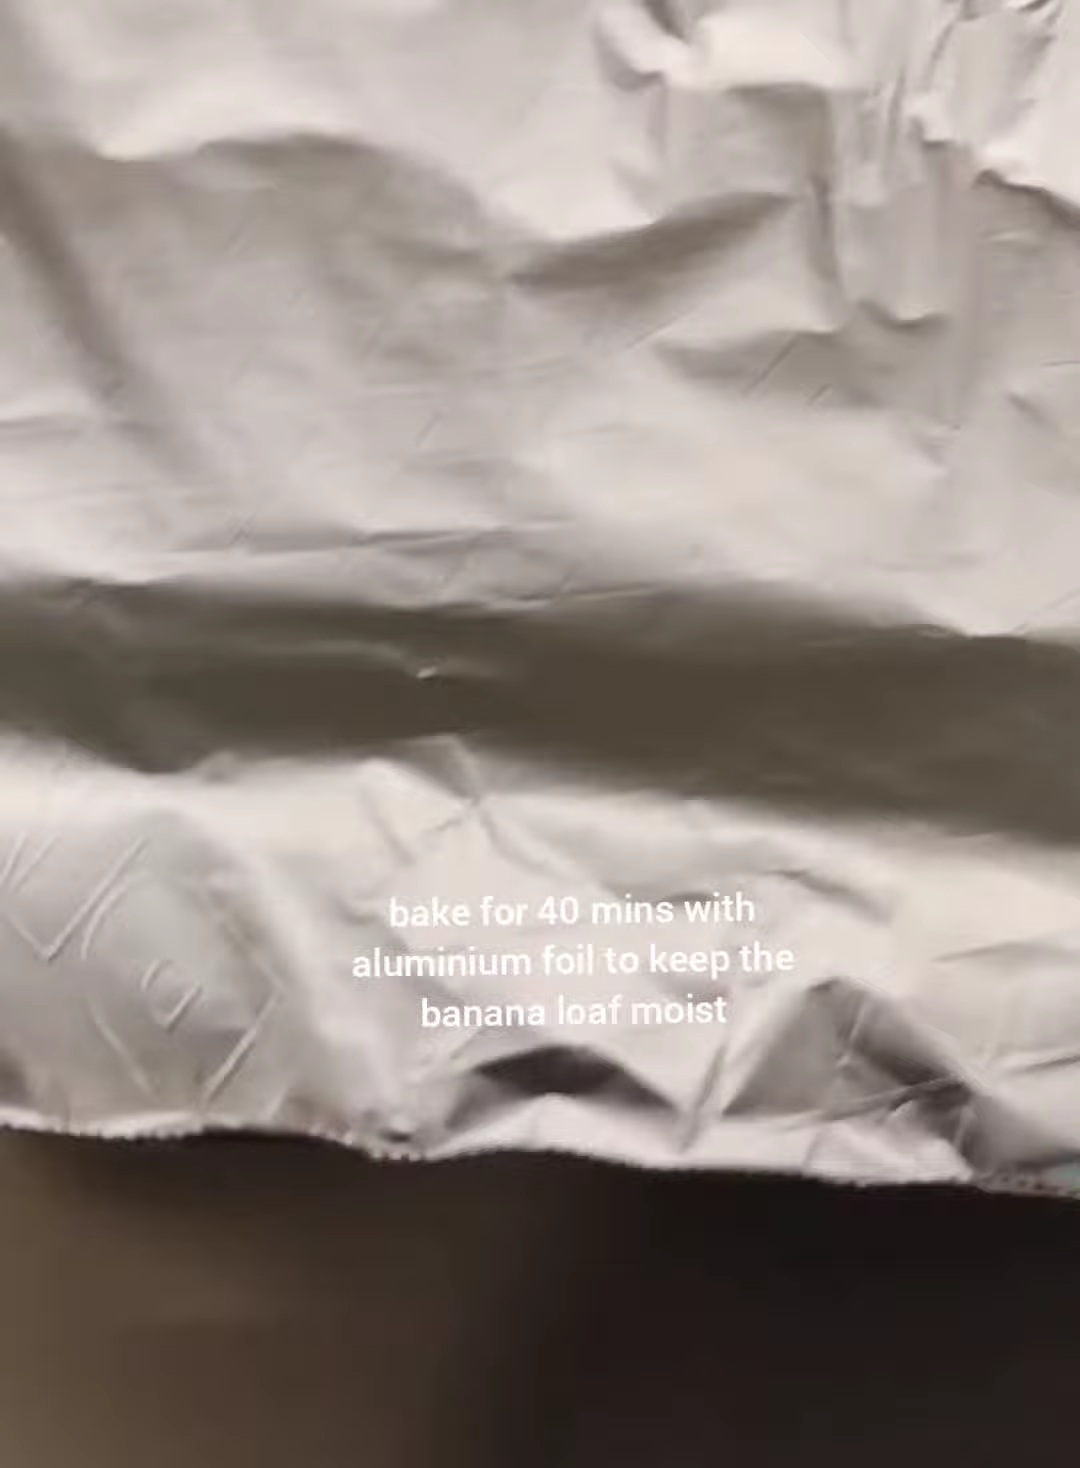 bake for 40 mins with
aluminium foil to keep the
banana loaf moist